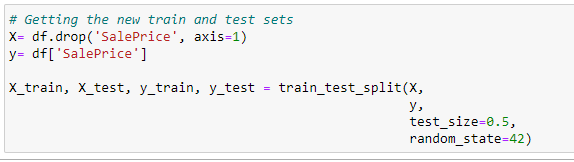 # Getting the new train and test sets
X= df.drop('SalePrice', axis=1)
y= df['SalePrice']
X_train, X_test, y_train, y_test = train_test_split(X,
y,
test_size=0.5,
random_state=42)